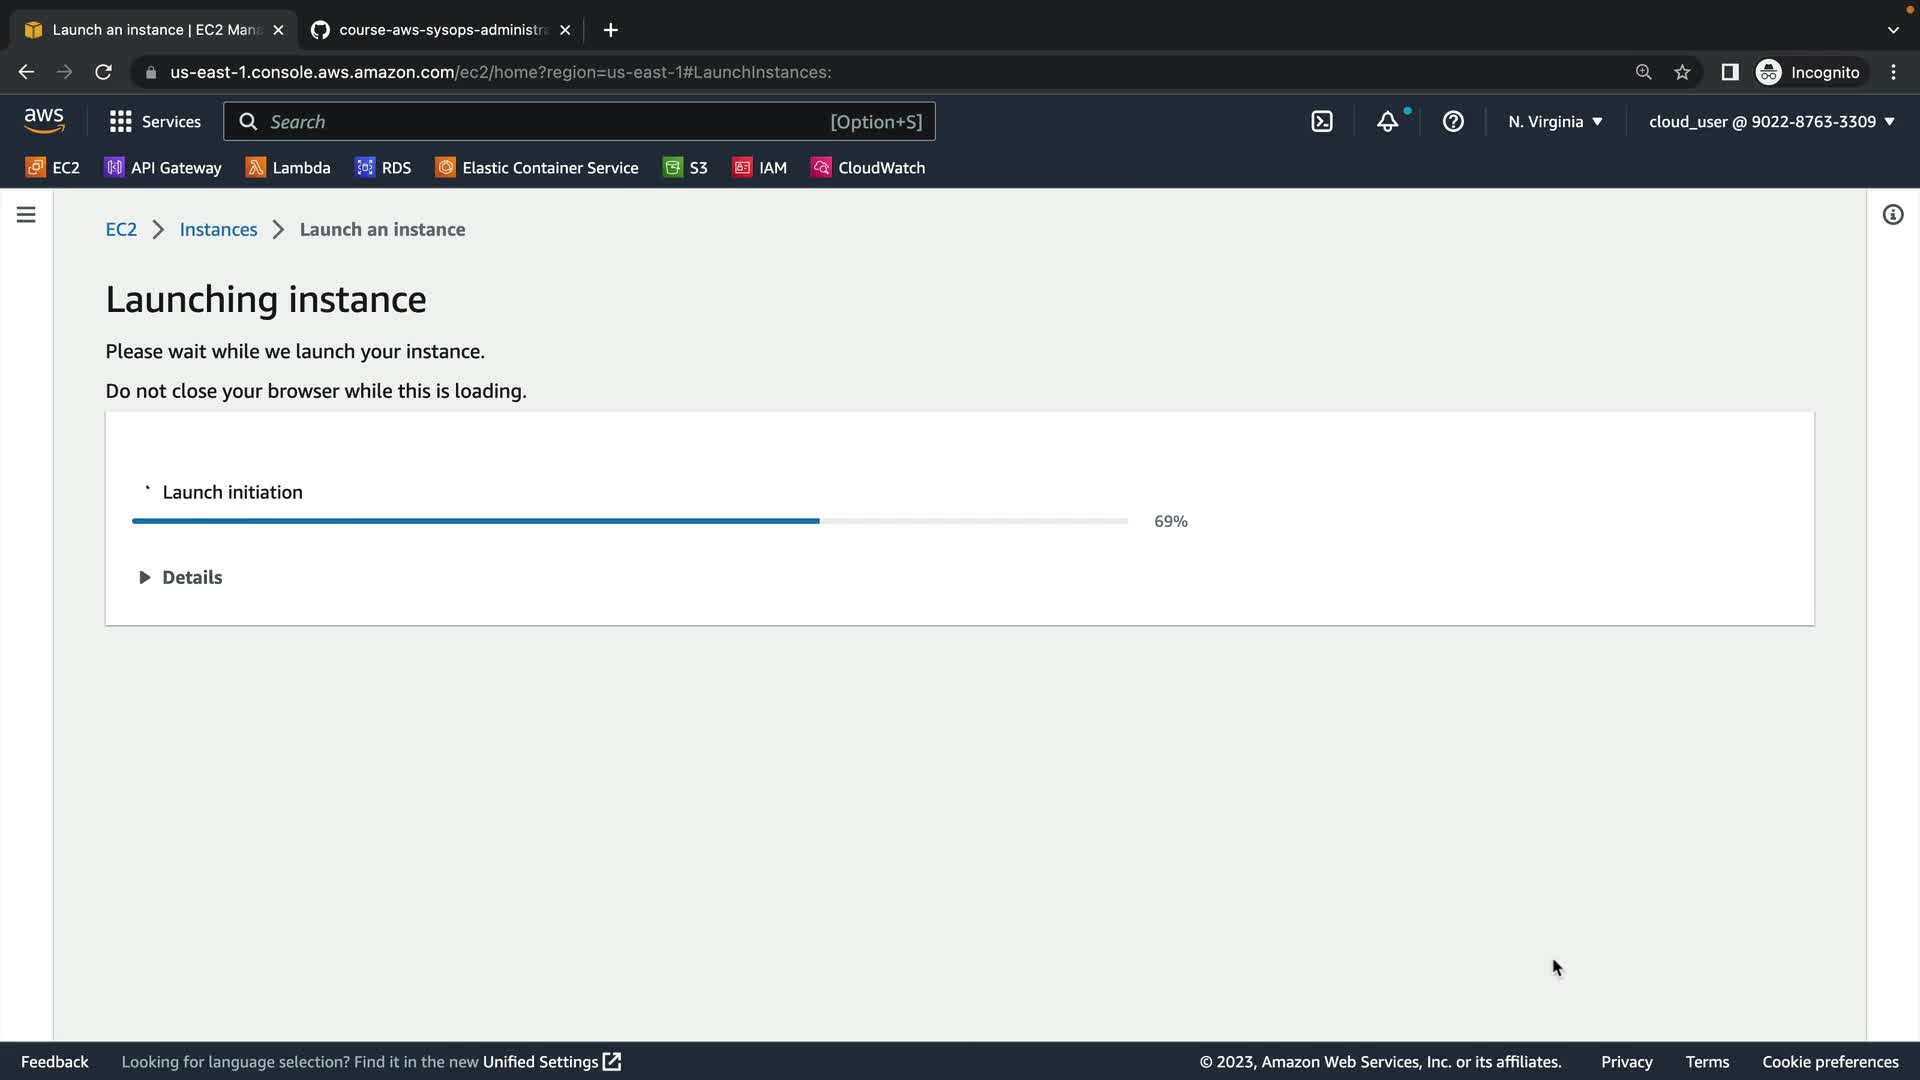 Launch an instance | EC2 Mana
course-aws-sysops-administra
us-east-1.console.aws.amazon.com/ec2/home?region=us-east-1#LaunchInstances:
Incognito
aws
Services
Search
[Option+S]
N. Virginia
cloud_user @ 9022-8763-3309
EC2
API Gateway
Lambda
RDS
Elastic Container Service
S3
IAM
CloudWatch
EC2
Instances
Launch an instance
Launching instance
Please wait while we launch your instance.
Do not close your browser while this is loading.
Launch initiation
69%
Details
Feedback
Looking for language selection? Find it in the new Unified Settings
© 2023, Amazon Web Services, Inc. or its affiliates.
Privacy
Terms
Cookie preferences